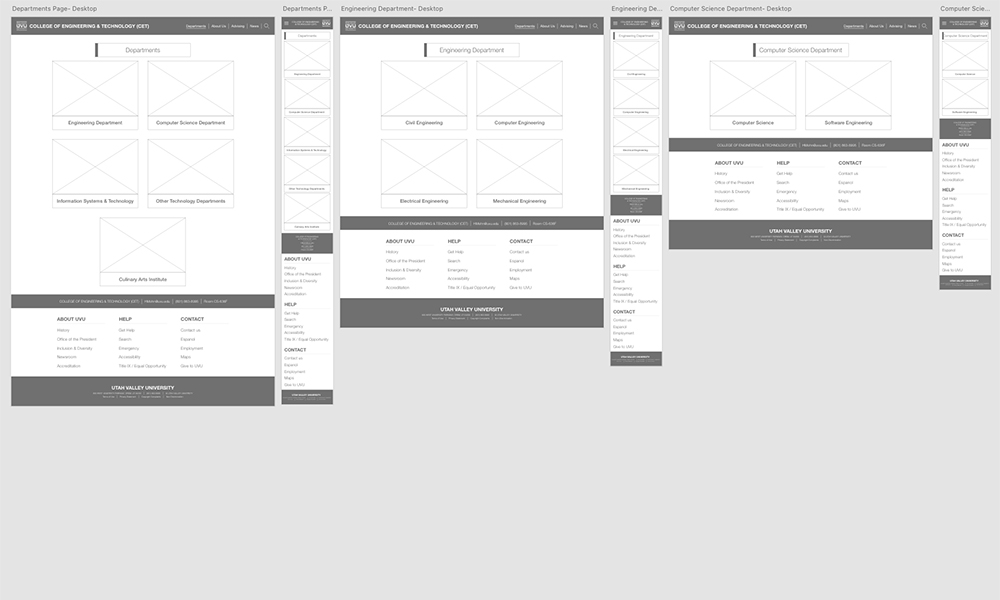 Departments Page- Desktop
UVU COLLEGE OF ENGINEERING & TECHNOLOGY (CET)
Departments | About Us | Advising | News
Departments
Engineering Department
Computer Science Department
Information Systems & Technology
Other Technology Departments
Culinary Arts Institute
COLLEGE OF ENGINEERING & TECHNOLOGY (CET)
ABOUT UVU HELP CONTACT
History Get Help Contact us
Office of the President Search Expand
Inclusion & Diversity Emergency Employment
Newsroom Accessibility Maps
Accreditation Title IX / Equal Opportunity Give to UVU
UTAH VALLEY UNIVERSITY
Departments P...
Departments
Engineering Department
Computer Science Department
Information Systems & Technology
Other Technology Departments
Culinary Arts Institute
ABOUT UVU
History
Office of the President
Inclusion & Diversity
Newsroom
Accreditation
HELP
Get Help
Search
Emergency
Accessibility
Title IX / Equal Opportunity
CONTACT
Contact us
Expand
Employment
Maps
Give to UVU
UTAH VALLEY UNIVERSITY
Engineering Department- Desktop
UVU COLLEGE OF ENGINEERING & TECHNOLOGY (CET)
Departments | About Us | Advising | News
Engineering Department
Civil Engineering
Computer Engineering
Electrical Engineering
Mechanical Engineering
COLLEGE OF ENGINEERING & TECHNOLOGY (CET)
ABOUT UVU HELP CONTACT
History Get Help Contact us
Office of the President Search Expand
Inclusion & Diversity Emergency Employment
Newsroom Accessibility Maps
Accreditation Title IX / Equal Opportunity Give to UVU
UTAH VALLEY UNIVERSITY
Engineering De...
Engineering Department
Civil Engineering
Computer Engineering
Electrical Engineering
Mechanical Engineering
ABOUT UVU
History
Office of the President
Inclusion & Diversity
Newsroom
Accreditation
HELP
Get Help
Search
Emergency
Accessibility
Title IX / Equal Opportunity
CONTACT
Contact us
Expand
Employment
Maps
Give to UVU
UTAH VALLEY UNIVERSITY
Computer Science Department- Desktop
UVU COLLEGE OF ENGINEERING & TECHNOLOGY (CET)
Departments | About Us | Advising | News
Computer Science Department
Computer Science
Software Engineering
COLLEGE OF ENGINEERING & TECHNOLOGY (CET)
ABOUT UVU HELP CONTACT
History Get Help Contact us
Office of the President Search Expand
Inclusion & Diversity Emergency Employment
Newsroom Accessibility Maps
Accreditation Title IX / Equal Opportunity Give to UVU
UTAH VALLEY UNIVERSITY
Computer Scie...
Computer Science Department
Computer Science
Software Engineering
ABOUT UVU
History
Office of the President
Inclusion & Diversity
Newsroom
Accreditation
HELP
Get Help
Search
Emergency
Accessibility
Title IX / Equal Opportunity
CONTACT
Contact us
Expand
Employment
Maps
Give to UVU
UTAH VALLEY UNIVERSITY